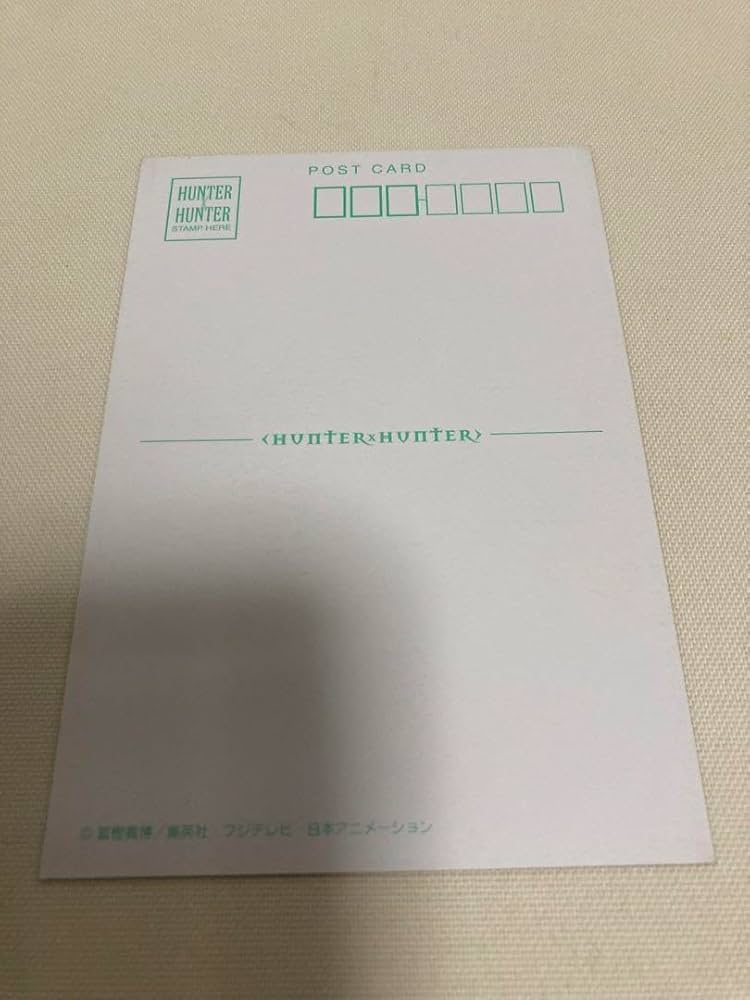 POST CARD
HUNTER
×
HUNTER
STAMP HERE
‹HUNTER×HUNTER›
© 冨樫義博／集英社　フジテレビ　日本アニメーション